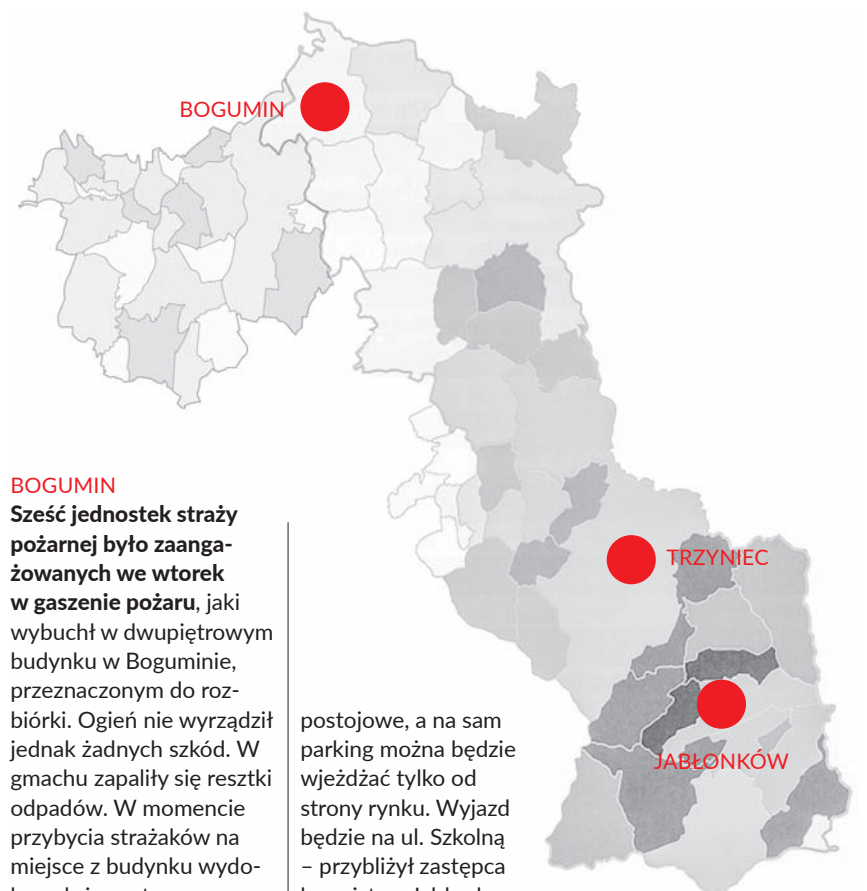 BOGUMIN
TRZYNIEC
JABŁONKÓW
BOGUMIN
Sześć jednostek straży
pożarnej było zaanga-
żowanych we wtorek
w gaszenie pożaru, jaki
wybuchł w dwupiętrowym
budynku w Boguminie,
przeznaczonym do roz-
biórki. Ogień nie wyrządził
jednak żadnych szkód. W
gmachu zapaliły się resztki
odpadów. W momencie
przybycia strażaków na
miejsce z budynku wydo-
postojowe, a na sam
parking można będzie
wjeżdżać tylko od
strony rynku. Wyjazd
będzie na ul. Szkolną
– przybliżył zastępca